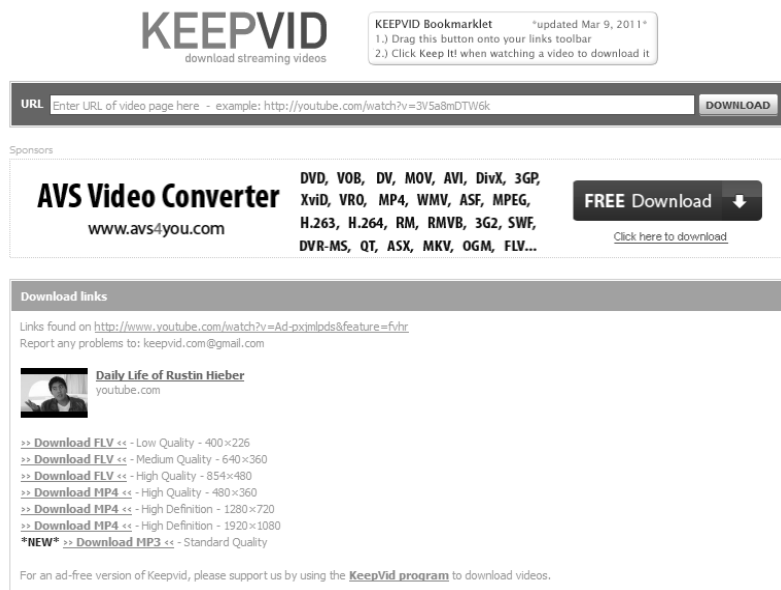 KEEPVID
download streaming videos
KEEPVID Bookmarklet *updated Mar 9, 2011*
1.) Drag this button onto your links toolbar
2.) Click Keep It! when watching a video to download it
URL Enter URL of video page here - example: http://youtube.com/watch?v=3V5a8mDTW6k DOWNLOAD
Sponsors
AVS Video Converter
www.avs4you.com
DVD, VOB, DV, MOV, AVI, DivX, 3GP,
XviD, VRO, MP4, WMV, ASF, MPEG,
H.263, H.264, RM, RMVB, 3G2, SWF,
DVR-MS, QT, ASX, MKV, OGM, FLV...
FREE Download
Click here to download
Download links
Links found on http://www.youtube.com/watch?v=Ad-pxjmlpds&feature=fvhr
Report any problems to: keepvid.com@gmail.com
Daily Life of Rustin Hieber
youtube.com
>> Download FLV << - Low Quality - 400×226
>> Download FLV << - Medium Quality - 640×360
>> Download FLV << - High Quality - 854×480
>> Download MP4 << - High Quality - 480×360
>> Download MP4 << - High Definition - 1280×720
>> Download MP4 << - High Definition - 1920×1080
*NEW* >> Download MP3 << - Standard Quality
For an ad-free version of Keepvid, please support us by using the KeepVid program to download videos.